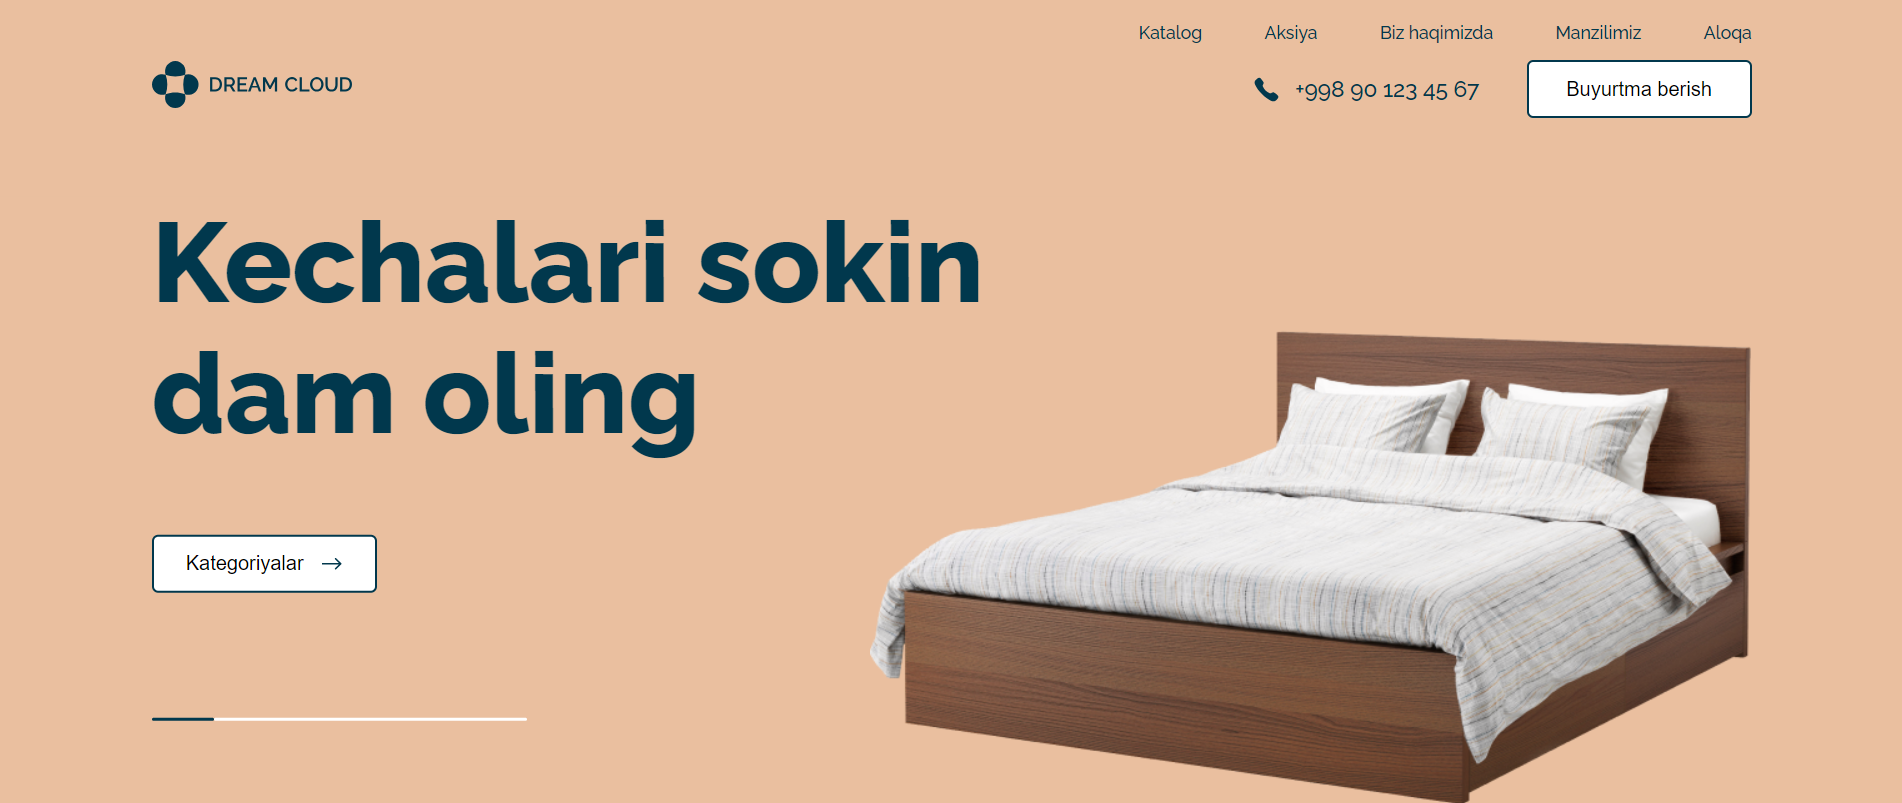 Katalog Aksiya Biz haqimizda Manzilimiz Aloqa
DREAM CLOUD
+998 90 123 45 67
Buyurtma berish
Kechalari sokin
dam oling
Kategoriyalar →